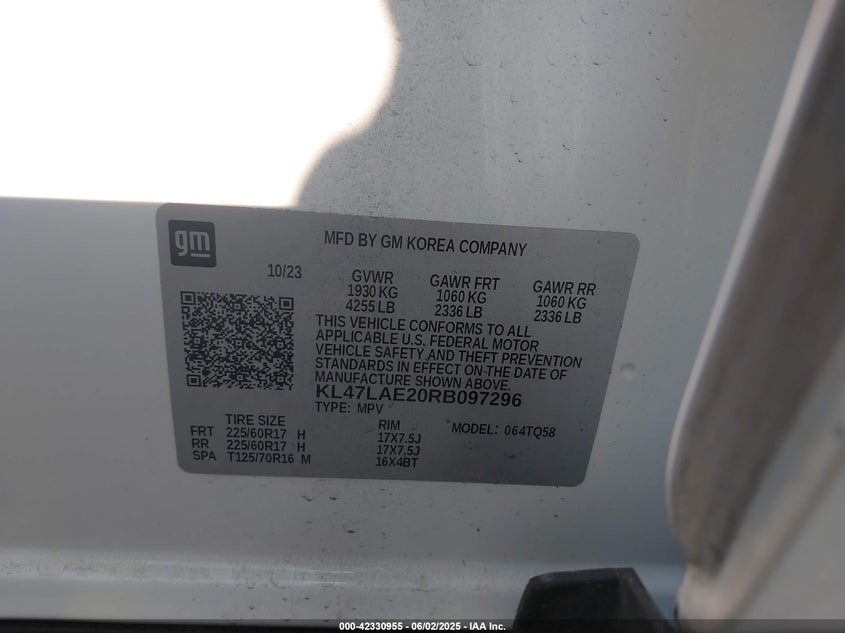 gm
MFD BY GM KOREA COMPANY
10/23
GVWR GAWR FRT GAWR RR
1930 KG 1060 KG 1060 KG
4255 LB 2336 LB 2336 LB
THIS VEHICLE CONFORMS TO ALL
APPLICABLE U.S. FEDERAL MOTOR
VEHICLE SAFETY AND THEFT PREVENTION
STANDARDS IN EFFECT ON THE DATE OF
MANUFACTURE SHOWN ABOVE.
KL47LAE20RB097296
TYPE: MPV
TIRE SIZE RIM MODEL: 064TQ58
FRT 225/60R17 H 17X7.5J
RR 225/60R17 H 17X7.5J
SPA T125/70R16 M 16X4BT
000-42330955 - 06/02/2025 - IAA Inc.